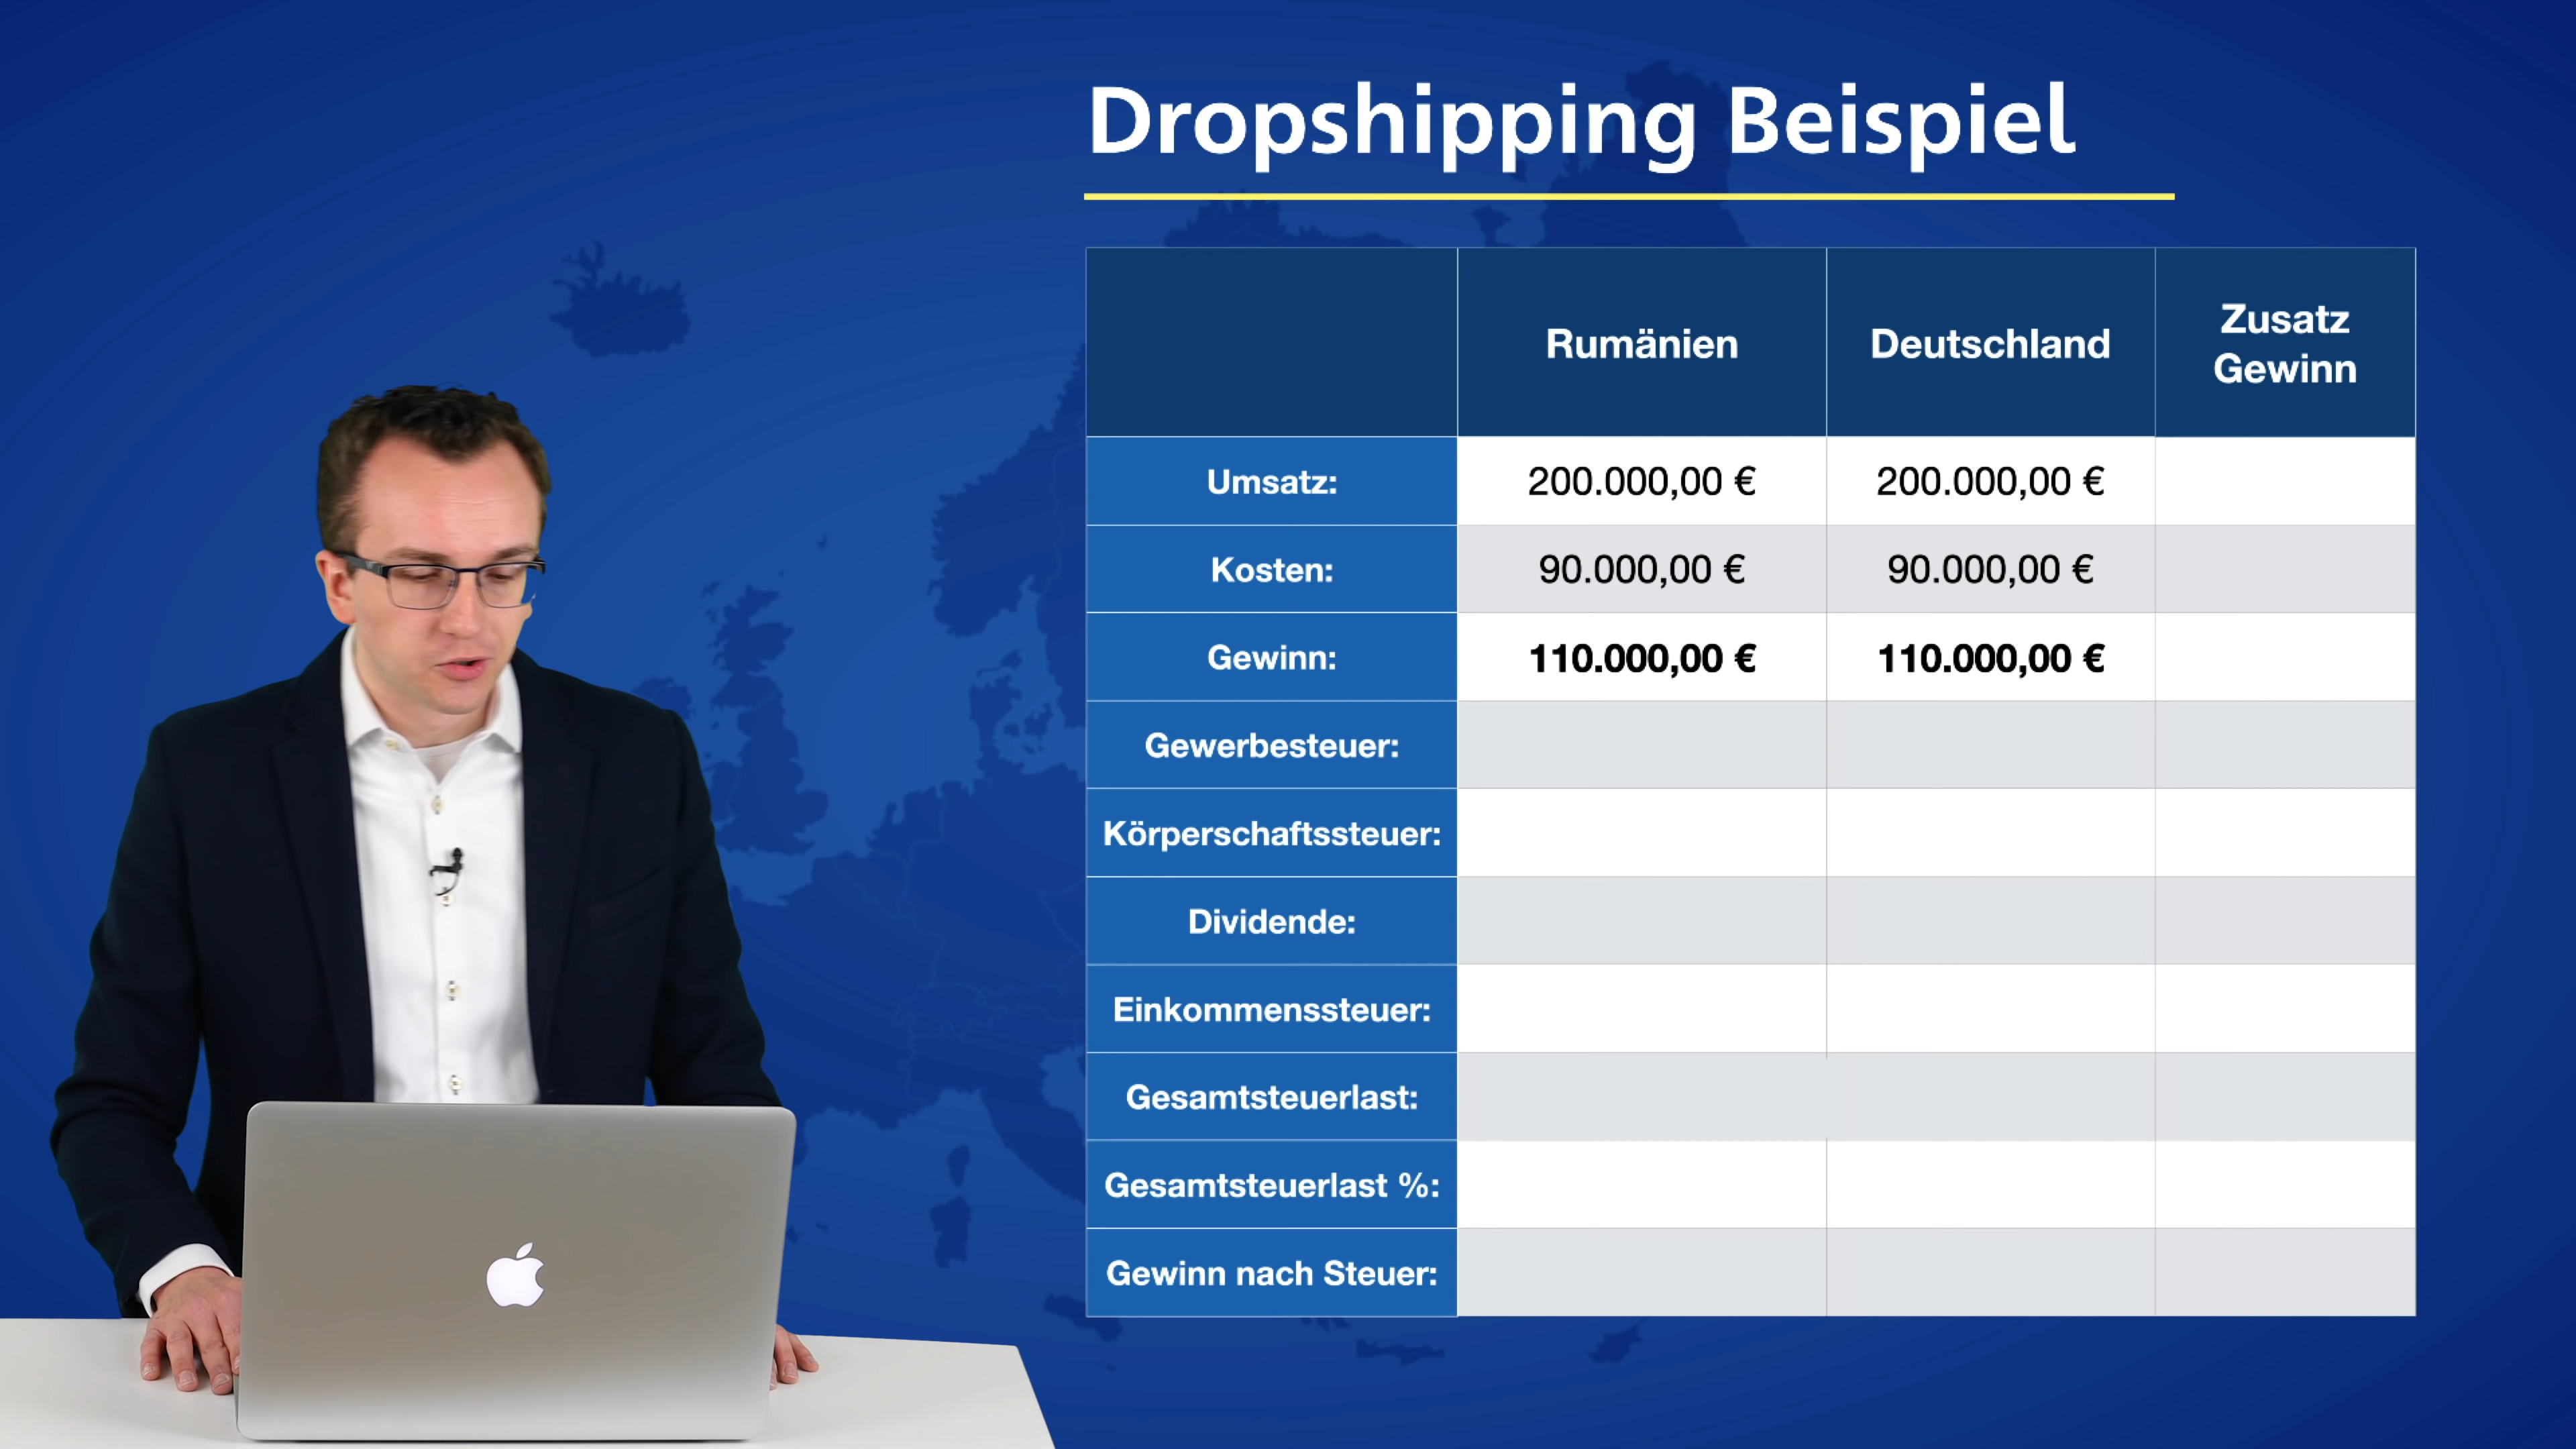 Dropshipping Beispiel
Rumänien Deutschland Zusatz Gewinn
Umsatz: 200.000,00 € 200.000,00 €
Kosten: 90.000,00 € 90.000,00 €
Gewinn: 110.000,00 € 110.000,00 €
Gewerbesteuer:
Körperschaftssteuer:
Dividende:
Einkommenssteuer:
Gesamtsteuerlast:
Gesamtsteuerlast %:
Gewinn nach Steuer: